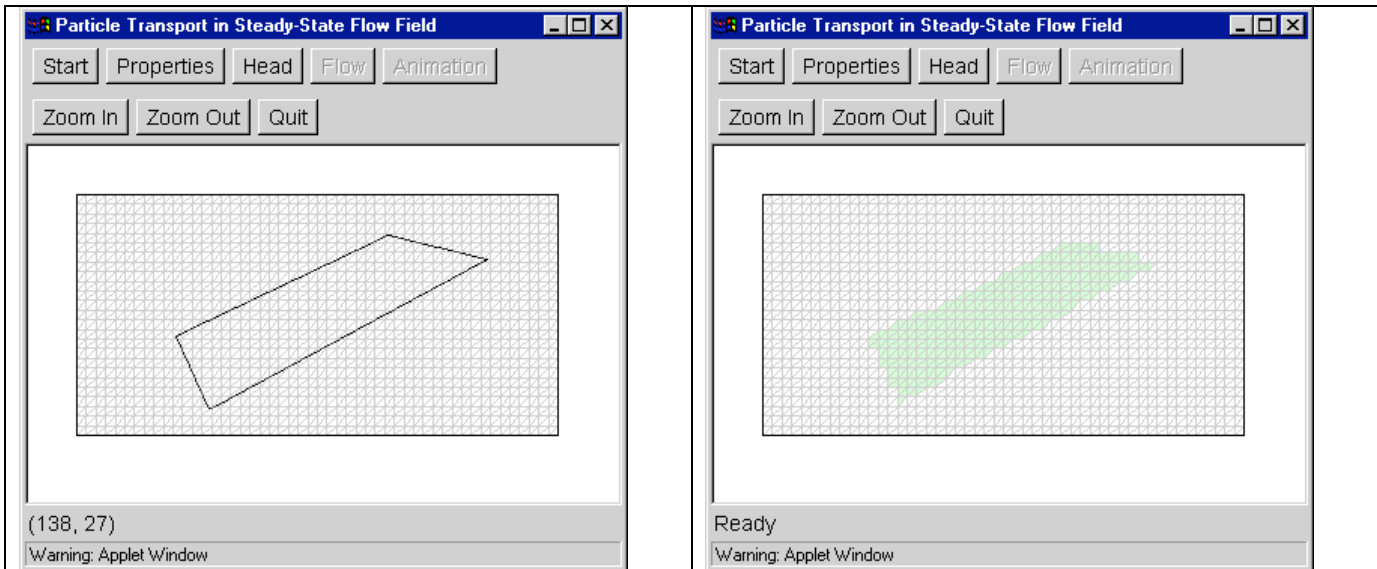 Particle Transport in Steady-State Flow Field
Start Properties Head Flow Animation
Zoom In Zoom Out Quit
(138, 27)
Warning: Applet Window
Particle Transport in Steady-State Flow Field
Start Properties Head Flow Animation
Zoom In Zoom Out Quit
Ready
Warning: Applet Window